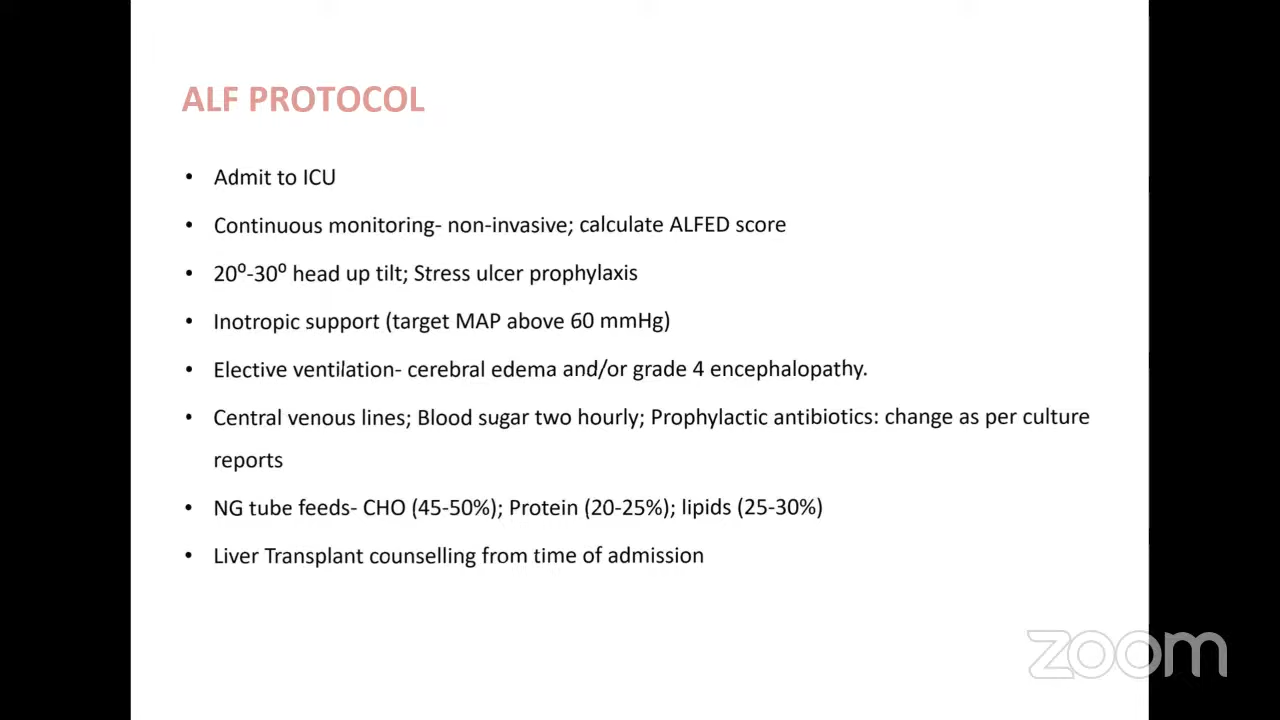 ALF PROTOCOL
• Admit to ICU
• Continuous monitoring- non-invasive; calculate ALFED score
• 20⁰-30⁰ head up tilt; Stress ulcer prophylaxis
• Inotropic support (target MAP above 60 mmHg)
• Elective ventilation- cerebral edema and/or grade 4 encephalopathy.
• Central venous lines; Blood sugar two hourly; Prophylactic antibiotics: change as per culture
reports
• NG tube feeds- CHO (45-50%); Protein (20-25%); lipids (25-30%)
• Liver Transplant counselling from time of admission
zoom